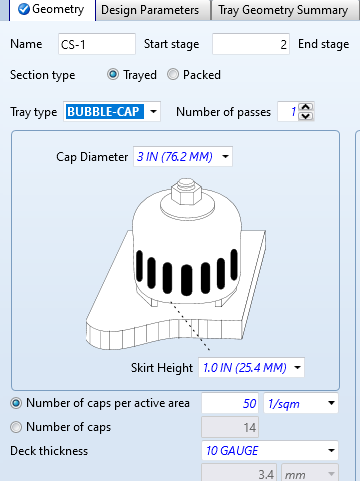 Geometry Design Parameters Tray Geometry Summary
Name CS-1 Start stage 2 End stage
Section type Trayed Packed
Tray type BUBBLE-CAP Number of passes 1
Cap Diameter 3 IN (76.2 MM)
Skirt Height 1.0 IN (25.4 MM)
Number of caps per active area 50 1/sqm
Number of caps 14
Deck thickness 10 GAUGE
3.4 mm